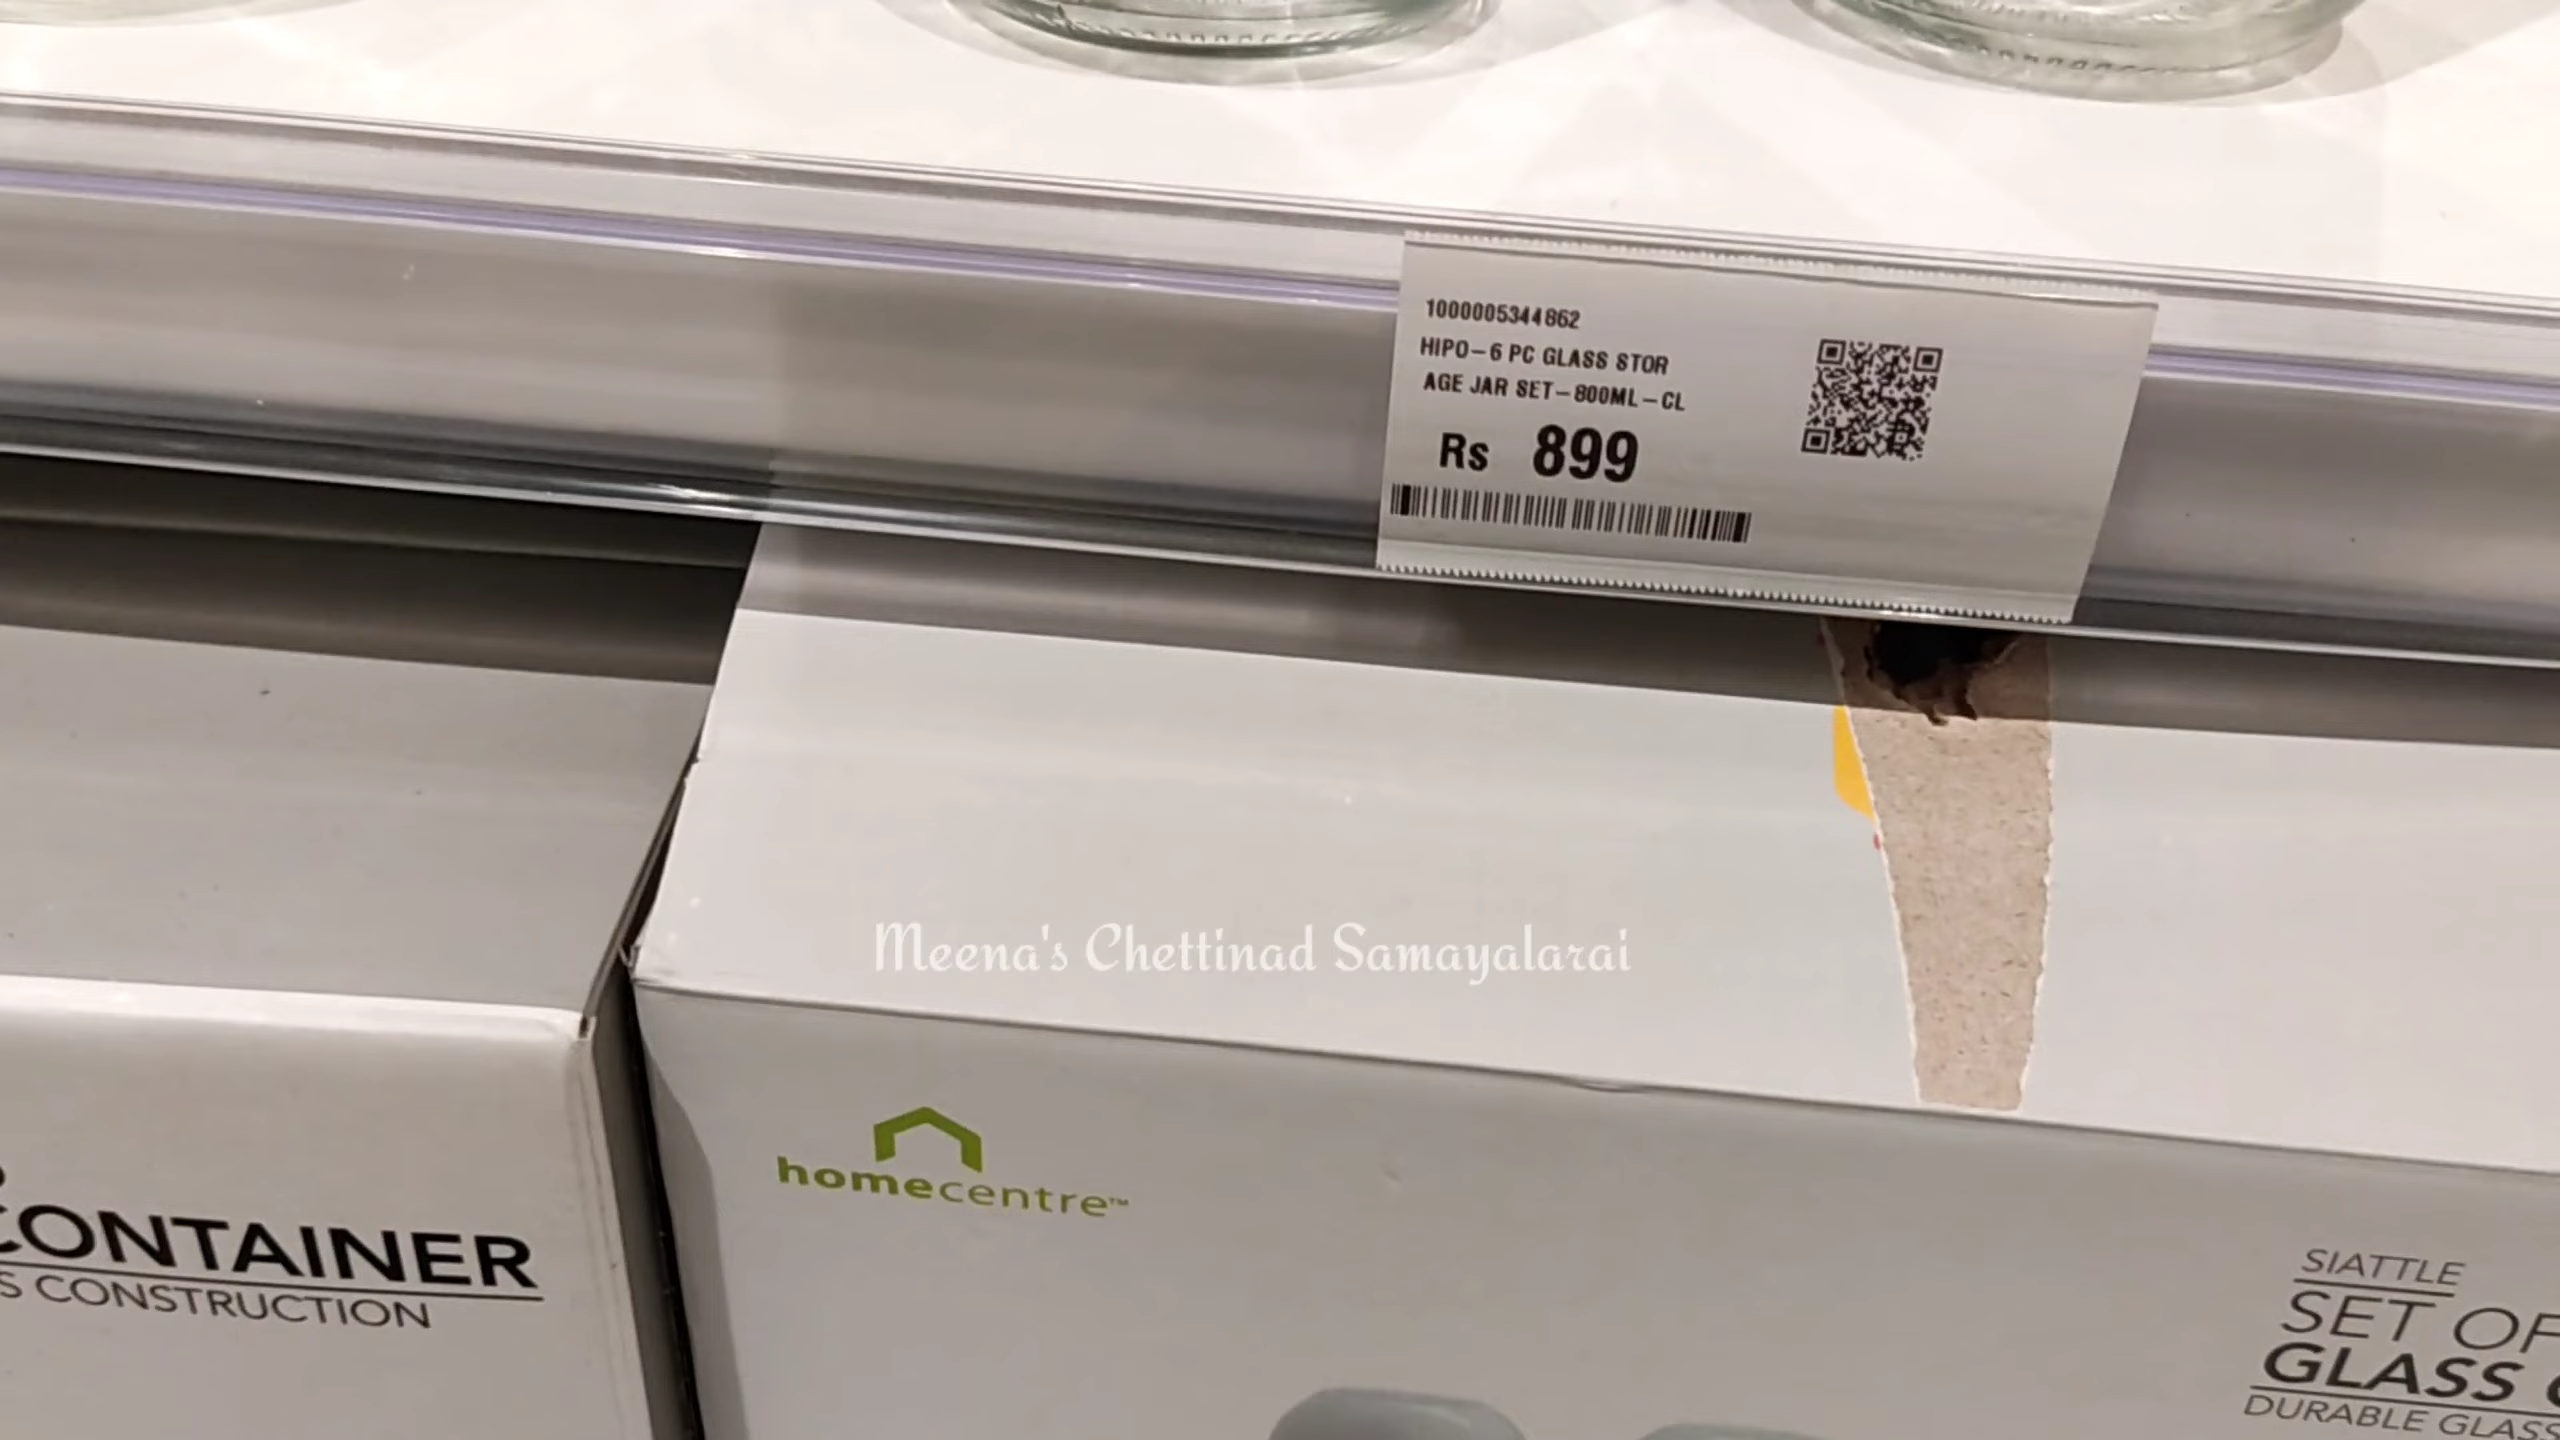 1000005344862
HIPO-6 PC GLASS STOR
AGE JAR SET-800ML-CL
Rs 899
Meena's Chettinad Samayalarai
homecentre™
CONTAINER
CONSTRUCTION
SIATTLE
SET OF
GLASS
DURABLE GLASS